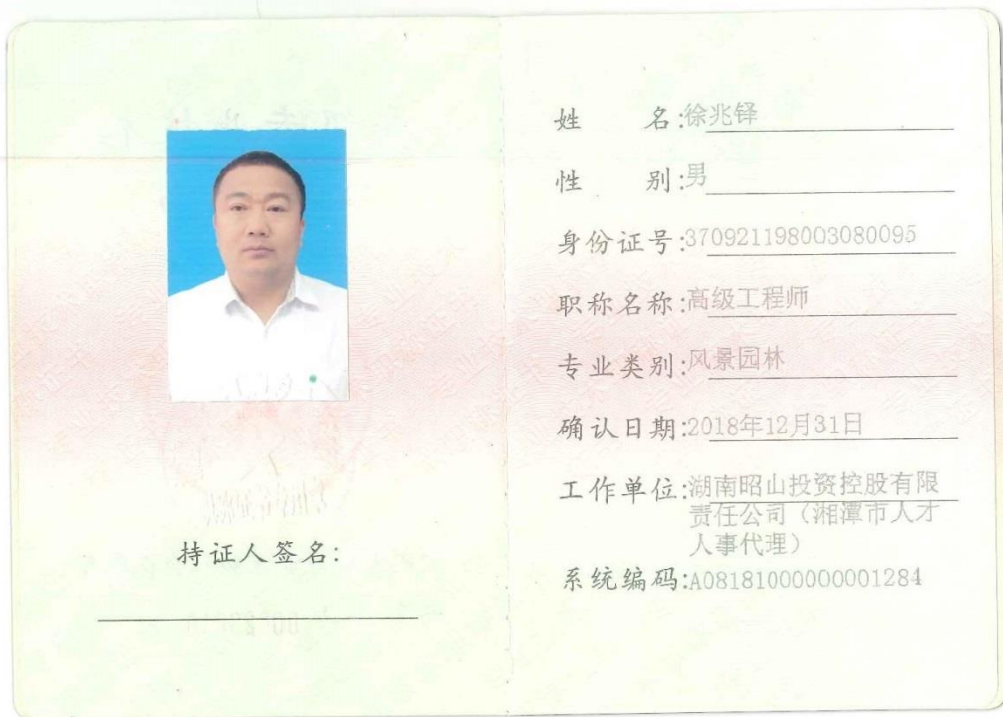 持证人签名:
姓 名:徐兆铎
性 别:男
身份证号:370921198003080095
职称名称:高级工程师
专业类别:风景园林
确认日期:2018年12月31日
工作单位:湖南昭山投资控股有限
责任公司（湘潭市人才
人事代理）
系统编码:A08181000000001284